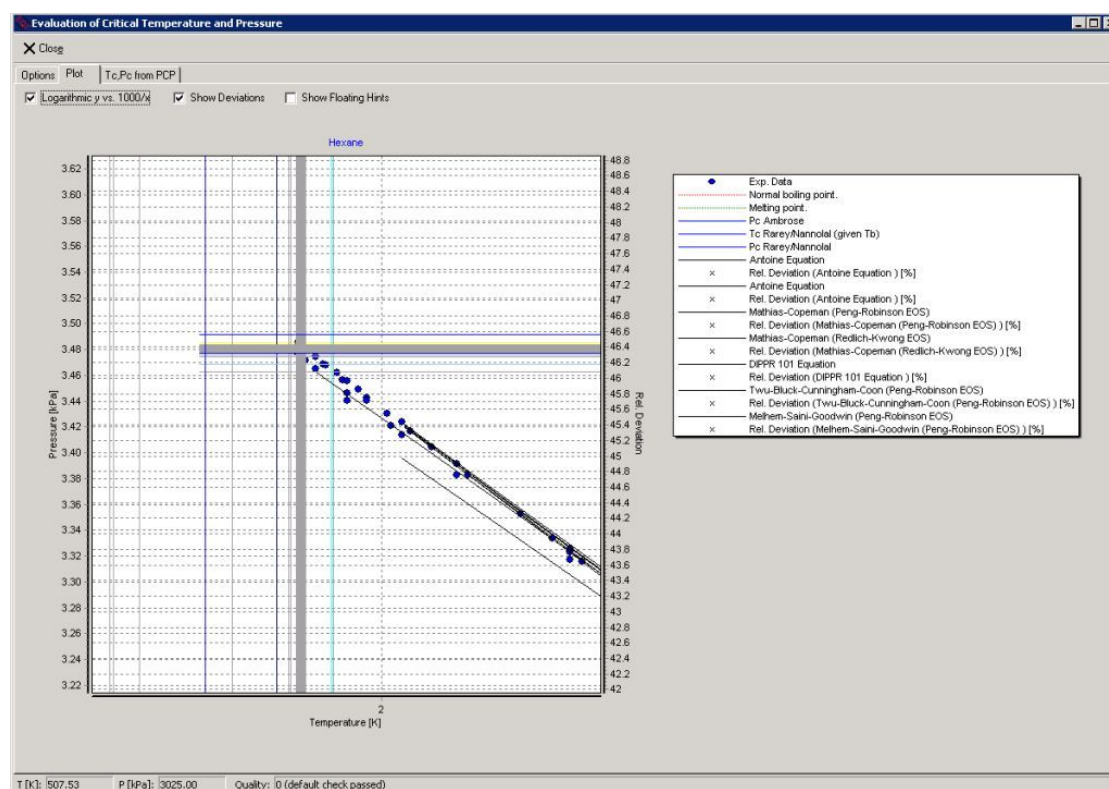 Evaluation of Critical Temperature and Pressure
Close
Options Plot Tc,Pc from PCP
Logarithmic y vs. 1000/x Show Deviations Show Floating Hints
Hexane
3.62
3.60
3.58
3.56
3.54
3.52
3.50
3.48
3.46
3.44
3.42
3.40
3.38
3.36
3.34
3.32
3.30
3.28
3.26
3.24
3.22
Pressure [kPa]
48.8
48.6
48.4
48.2
48
47.8
47.6
47.4
47.2
47
46.8
46.6
46.4
46.2
46
45.8
45.6
45.4
45.2
45
44.8
44.6
44.4
44.2
44
43.8
43.6
43.4
43.2
43
42.8
42.6
42.4
42.2
42
Rel. Deviation
2
Temperature [K]
Exp. Data
Normal boiling point.
Melting point.
Pc Ambrose
Tc Rarey/Nannolal (given Tb)
Pc Rarey/Nannolal
Antoine Equation
Rel. Deviation (Antoine Equation ) [%]
Antoine Equation
Rel. Deviation (Antoine Equation ) [%]
Mathias-Copeman (Peng-Robinson EOS)
Rel. Deviation (Mathias-Copeman (Peng-Robinson EOS) ) [%]
Mathias-Copeman (Redlich-Kwong EOS)
Rel. Deviation (Mathias-Copeman (Redlich-Kwong EOS) ) [%]
DIPPR 101 Equation
Rel. Deviation (DIPPR 101 Equation ) [%]
Twu-Bluck-Cunningham-Coon (Peng-Robinson EOS)
Rel. Deviation (Twu-Bluck-Cunningham-Coon (Peng-Robinson EOS) ) [%]
Melhem-Saini-Goodwin (Peng-Robinson EOS)
Rel. Deviation (Melhem-Saini-Goodwin (Peng-Robinson EOS) ) [%]
T [K]: 507.53 P [kPa]: 3025.00 Quality: 0 (default check passed)